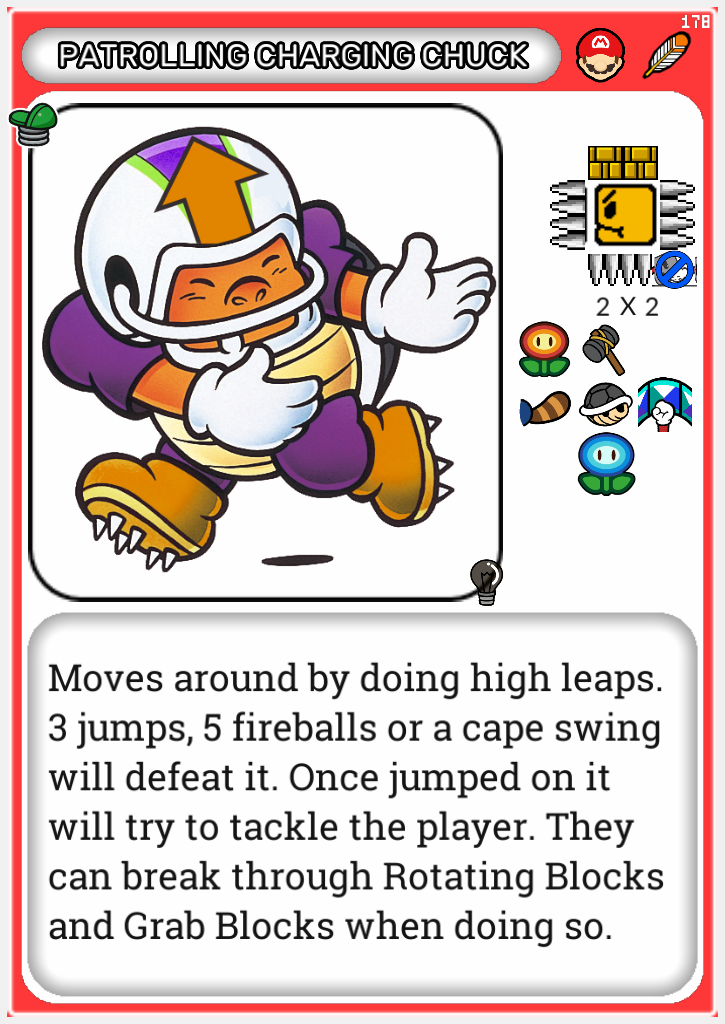 178
PATROLLING CHARGING CHUCK
2 X 2
Moves around by doing high leaps.
3 jumps, 5 fireballs or a cape swing
will defeat it. Once jumped on it
will try to tackle the player. They
can break through Rotating Blocks
and Grab Blocks when doing so.